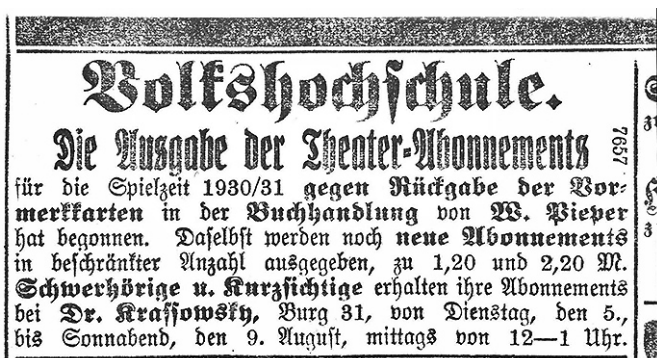 Volkshochschule.
Die Ausgabe der Theater-Abonnements
7657
für die Spielzeit 1930/31 gegen Rückgabe der Vor-
merkkarten in der Buchhandlung von W. Pieper
hat begonnen. Daselbst werden noch neue Abonnements
in beschränkter Anzahl ausgegeben, zu 1,20 und 2,20 M.
Schwerhörige u. Kurzsichtige erhalten ihre Abonnements
bei Dr. Krassowsky, Burg 31, von Dienstag, den 5.,
bis Sonnabend, den 9. August, mittags von 12—1 Uhr.